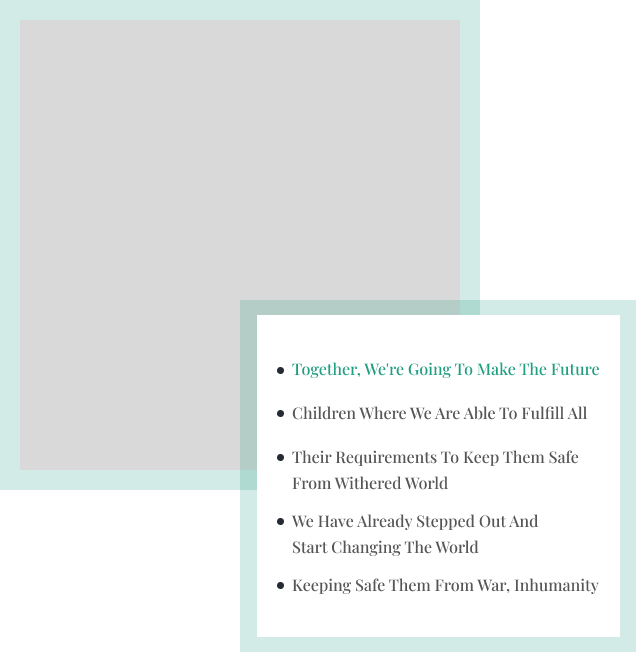 Together, We're Going To Make The Future
Children Where We Are Able To Fulfill All
Their Requirements To Keep Them Safe
From Withered World
We Have Already Stepped Out And
Start Changing The World
Keeping Safe Them From War, Inhumanity